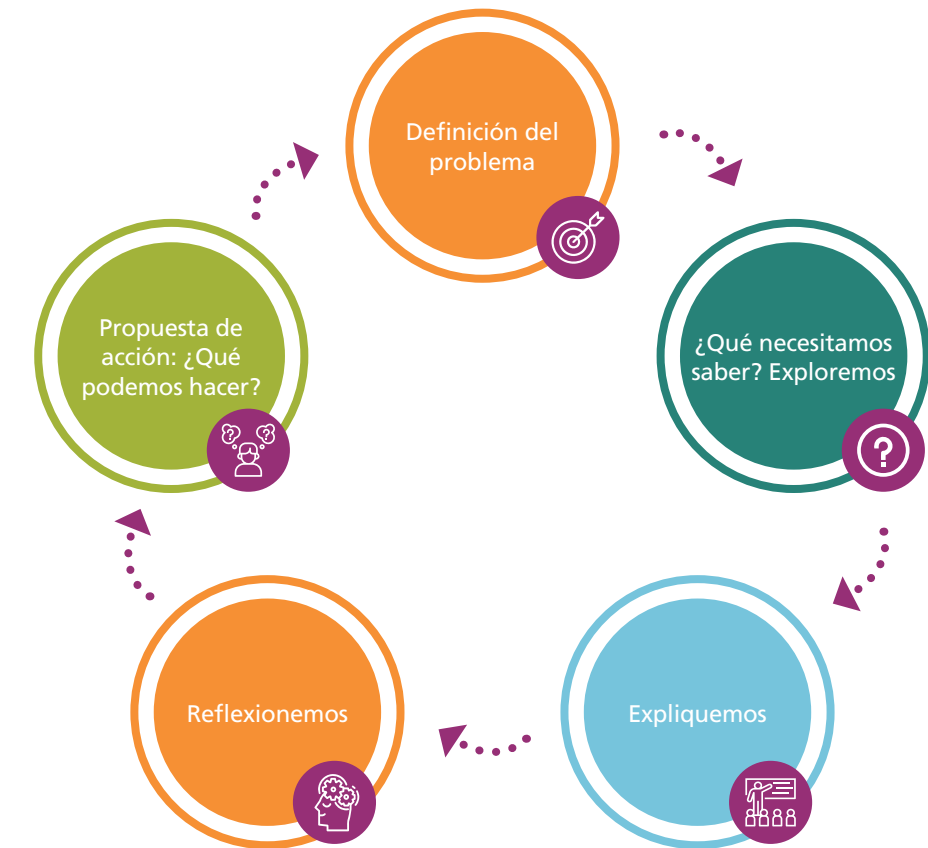 Definición del
problema
¿Qué necesitamos
saber? Exploremos
Expliquemos
Reflexionemos
Propuesta de
acción: ¿Qué
podemos hacer?